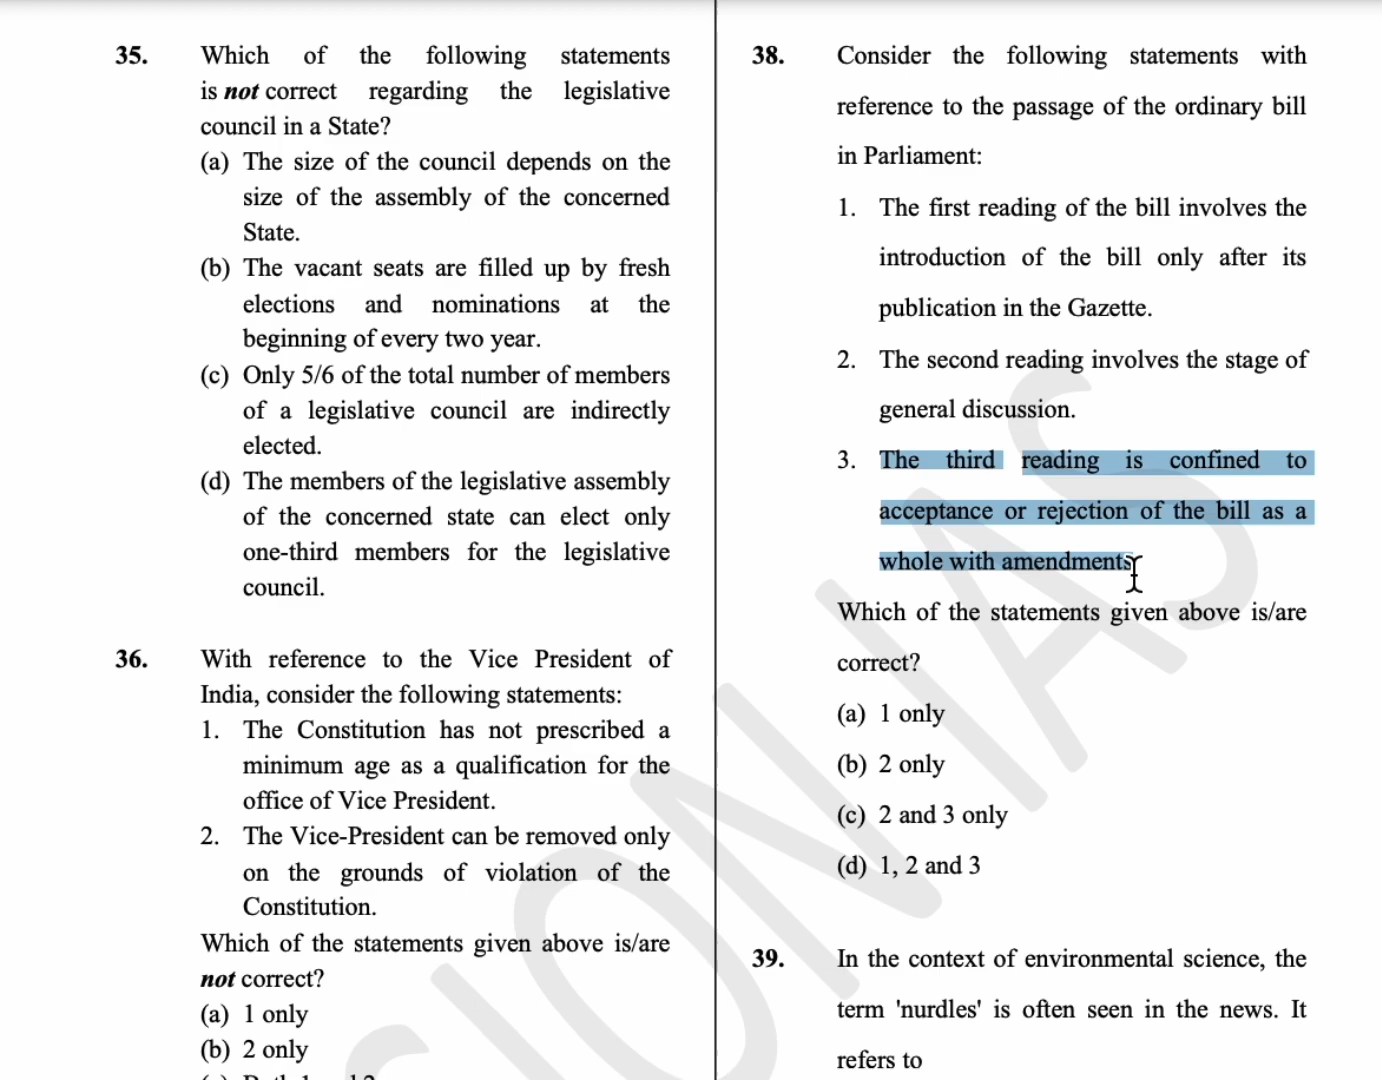 35. Which of the following statements
is not correct regarding the legislative
council in a State?
(a) The size of the council depends on the
size of the assembly of the concerned
State.
(b) The vacant seats are filled up by fresh
elections and nominations at the
beginning of every two year.
(c) Only 5/6 of the total number of members
of a legislative council are indirectly
elected.
(d) The members of the legislative assembly
of the concerned state can elect only
one-third members for the legislative
council.
36. With reference to the Vice President of
India, consider the following statements:
1. The Constitution has not prescribed a
minimum age as a qualification for the
office of Vice President.
2. The Vice-President can be removed only
on the grounds of violation of the
Constitution.
Which of the statements given above is/are
not correct?
(a) 1 only
(b) 2 only
38. Consider the following statements with
reference to the passage of the ordinary bill
in Parliament:
1. The first reading of the bill involves the
introduction of the bill only after its
publication in the Gazette.
2. The second reading involves the stage of
general discussion.
3. The third reading is confined to
acceptance or rejection of the bill as a
whole with amendments
Which of the statements given above is/are
correct?
(a) 1 only
(b) 2 only
(c) 2 and 3 only
(d) 1, 2 and 3
39. In the context of environmental science, the
term 'nurdles' is often seen in the news. It
refers to
SION IAS